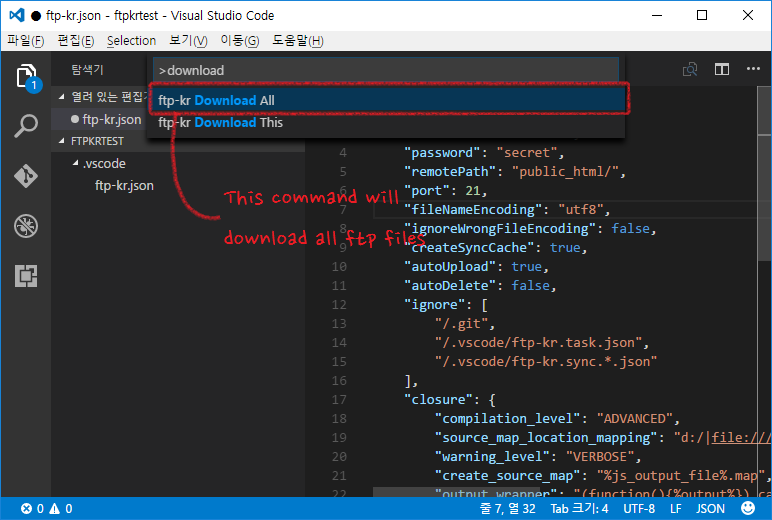 ● ftp-kr.json - ftpkrtest - Visual Studio Code
파일(F) 편집(E) Selection 보기(V) 이동(G) 도움말(H)
탐색기
>download
1
열려 있는 편집기
ftp-kr Download All
● ftp-kr.json
ftp-kr Download This
FTPKRTEST
.vscode
ftp-kr.json
This command will
download all ftp files
4 "password": "secret",
5 "remotePath": "public_html/",
6 "port": 21,
7 "fileNameEncoding": "utf8",
8 "ignoreWrongFileEncoding": false,
9 "createSyncCache": true,
10 "autoUpload": true,
11 "autoDelete": false,
12 "ignore": [
13 "/.git",
14 "/.vscode/ftp-kr.task.json",
15 "/.vscode/ftp-kr.sync.*.json"
16 ],
17 "closure": {
18 "compilation_level": "ADVANCED",
19 "source_map_location_mapping": "d:/|file:///
20 "warning_level": "VERBOSE",
21 "create_source_map": "%js_output_file%.map",
22 "output_wrapper": "(function(){%output%}).ca
0 0 줄 7, 열 32 Tab 크기: 4 UTF-8 LF JSON